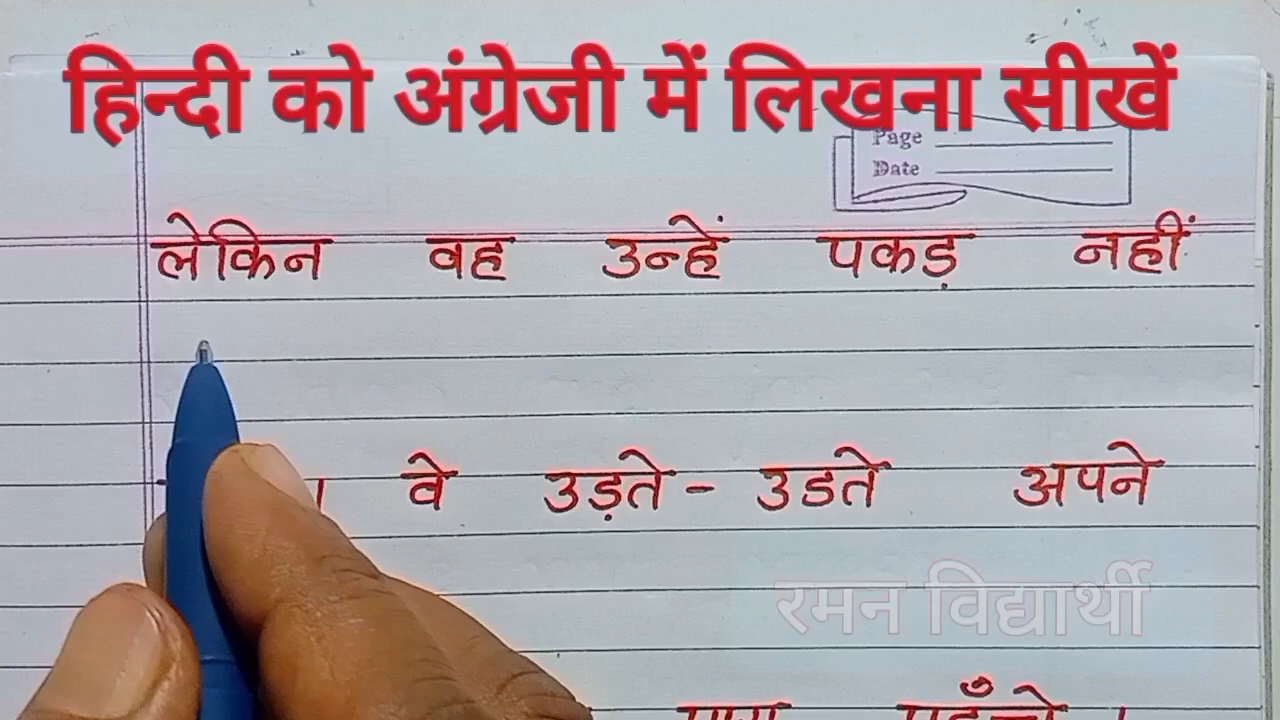 हिन्दी को अंग्रेजी में लिखना सीखें
Page
Date
लेकिन वह उन्हें पकड़ नहीं
। वे उड़ते - उडते अपने
रमन विद्यार्थी